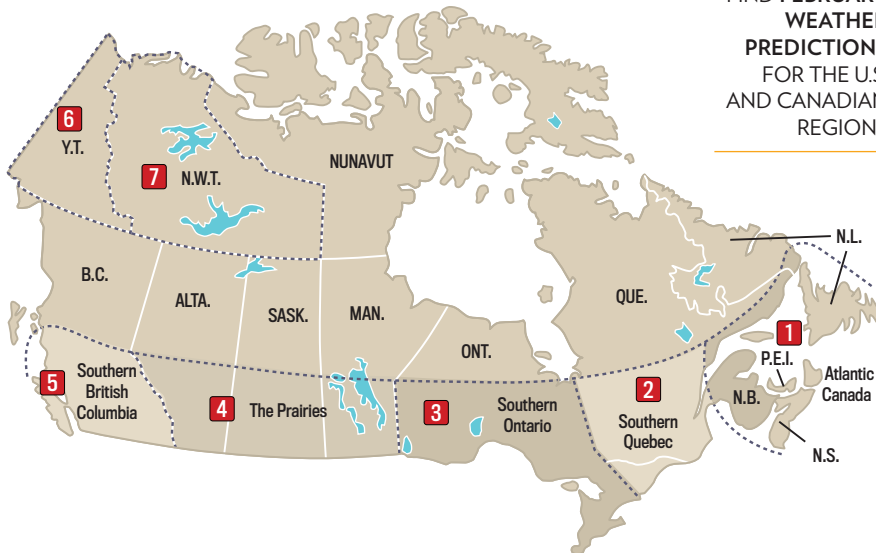 WEATHER
PREDICTION
FOR THE U.S
AND CANADIAN
REGION
6
Y.T.
7
N.W.T.
NUNAVUT
N.L.
B.C.
ALTA.
SASK.
MAN.
ONT.
QUE.
1
P.E.I.
Atlantic
Canada
N.B.
N.S.
5
Southern
British
Columbia
4
The Prairies
3
Southern
Ontario
2
Southern
Quebec